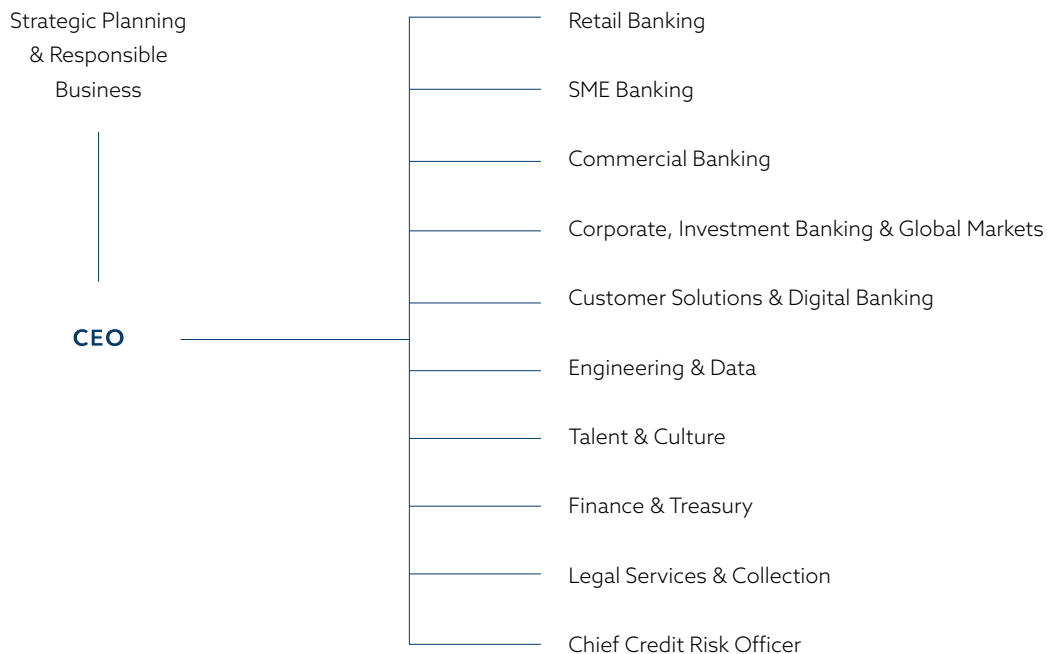 Strategic Planning
& Responsible
Business
CEO
Retail Banking
SME Banking
Commercial Banking
Corporate, Investment Banking & Global Markets
Customer Solutions & Digital Banking
Engineering & Data
Talent & Culture
Finance & Treasury
Legal Services & Collection
Chief Credit Risk Officer